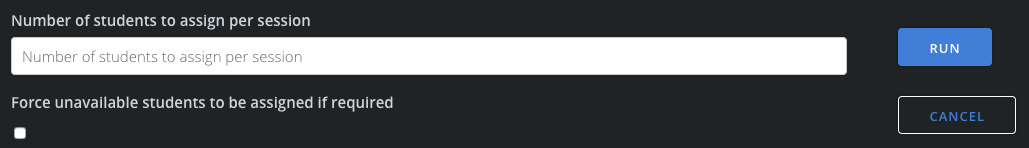 Number of students to assign per session
Number of students to assign per session
RUN
Force unavailable students to be assigned if required
CANCEL